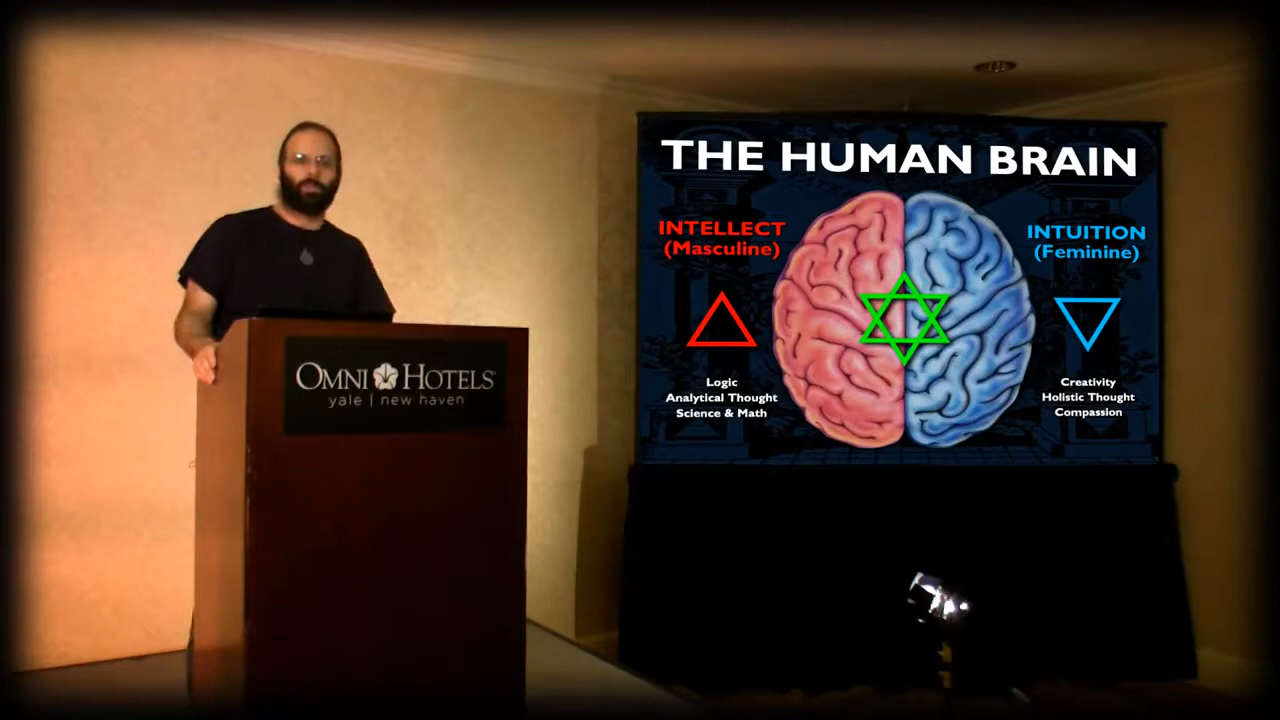 OMNI HOTELS
yale | new haven
THE HUMAN BRAIN
INTELLECT
(Masculine)
Logic
Analytical Thought
Science & Math
INTUITION
(Feminine)
Creativity
Holistic Thought
Compassion